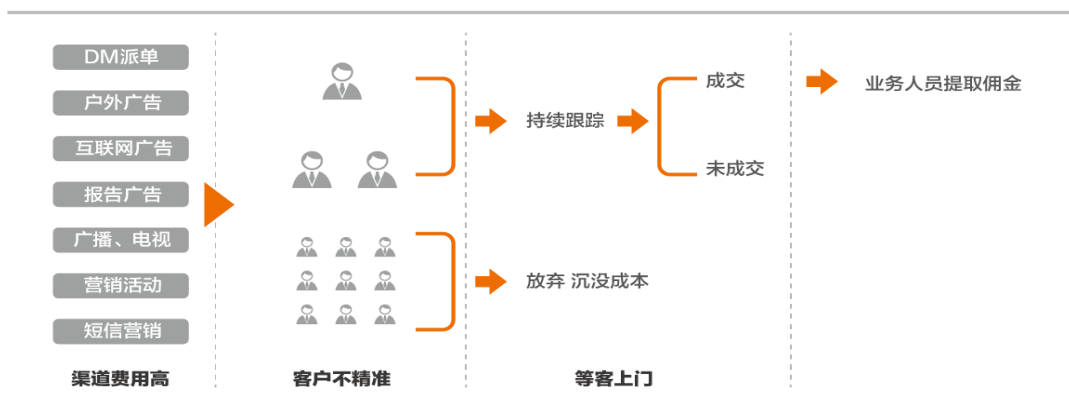 DM派单
户外广告
互联网广告
报告广告
广播、电视
营销活动
短信营销
渠道费用高
客户不精准
持续跟踪
放弃 沉没成本
等客上门
成交
未成交
业务人员提取佣金